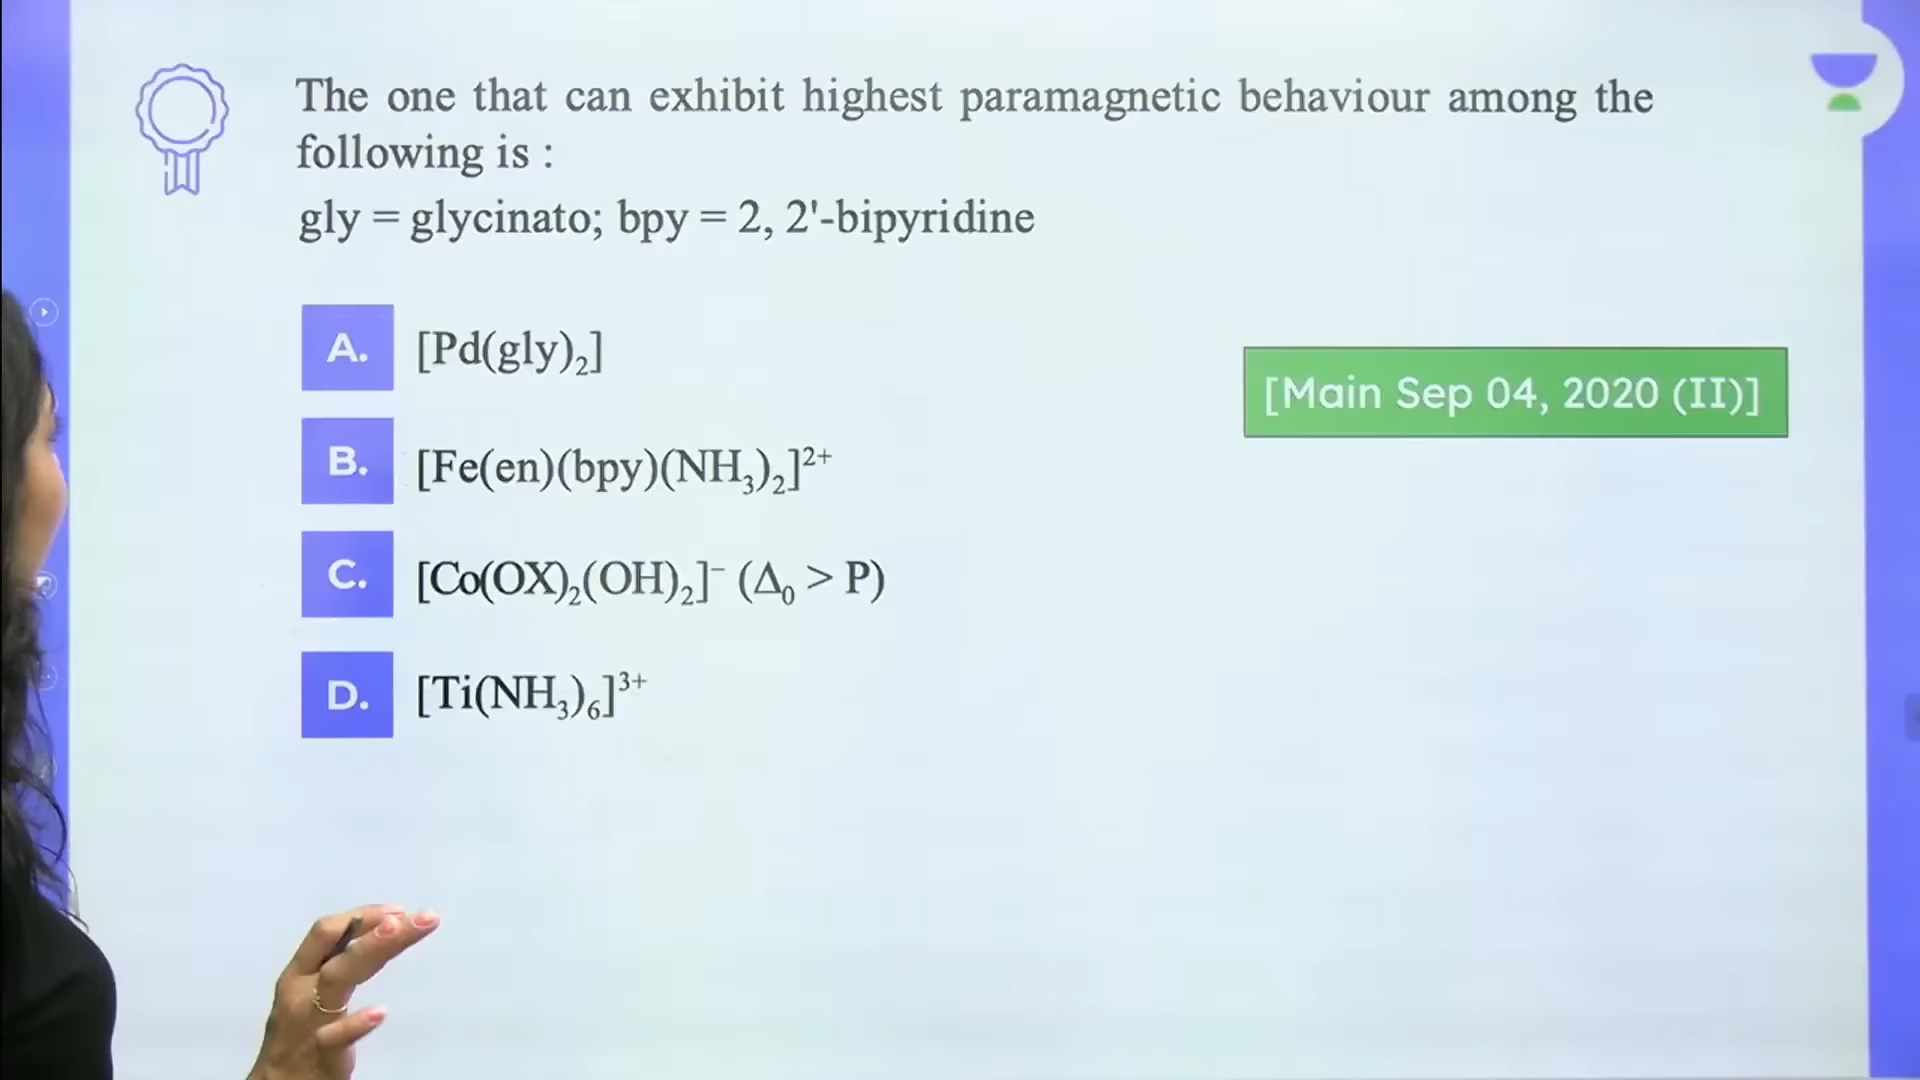 The one that can exhibit highest paramagnetic behaviour among the
following is :
gly = glycinato; bpy = 2, 2'-bipyridine
A. [Pd(gly)₂]
[Main Sep 04, 2020 (II)]
B. [Fe(en)(bpy)(NH₃)₂]²⁺
C. [Co(OX)₂(OH)₂]⁻ (Δ₀ > P)
D. [Ti(NH₃)₆]³⁺